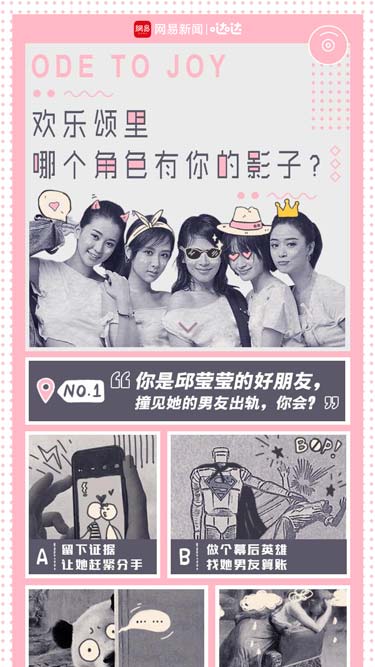 網易 网易新闻 | 哒哒
ODE TO JOY
欢乐颂里
哪个角色有你的影子?
NO.1
“你是邱莹莹的好朋友,
撞见她的男友出轨,你会?”
BOP!
A 留下证据
让她赶紧分手
B 做个幕后英雄
找她男友算账